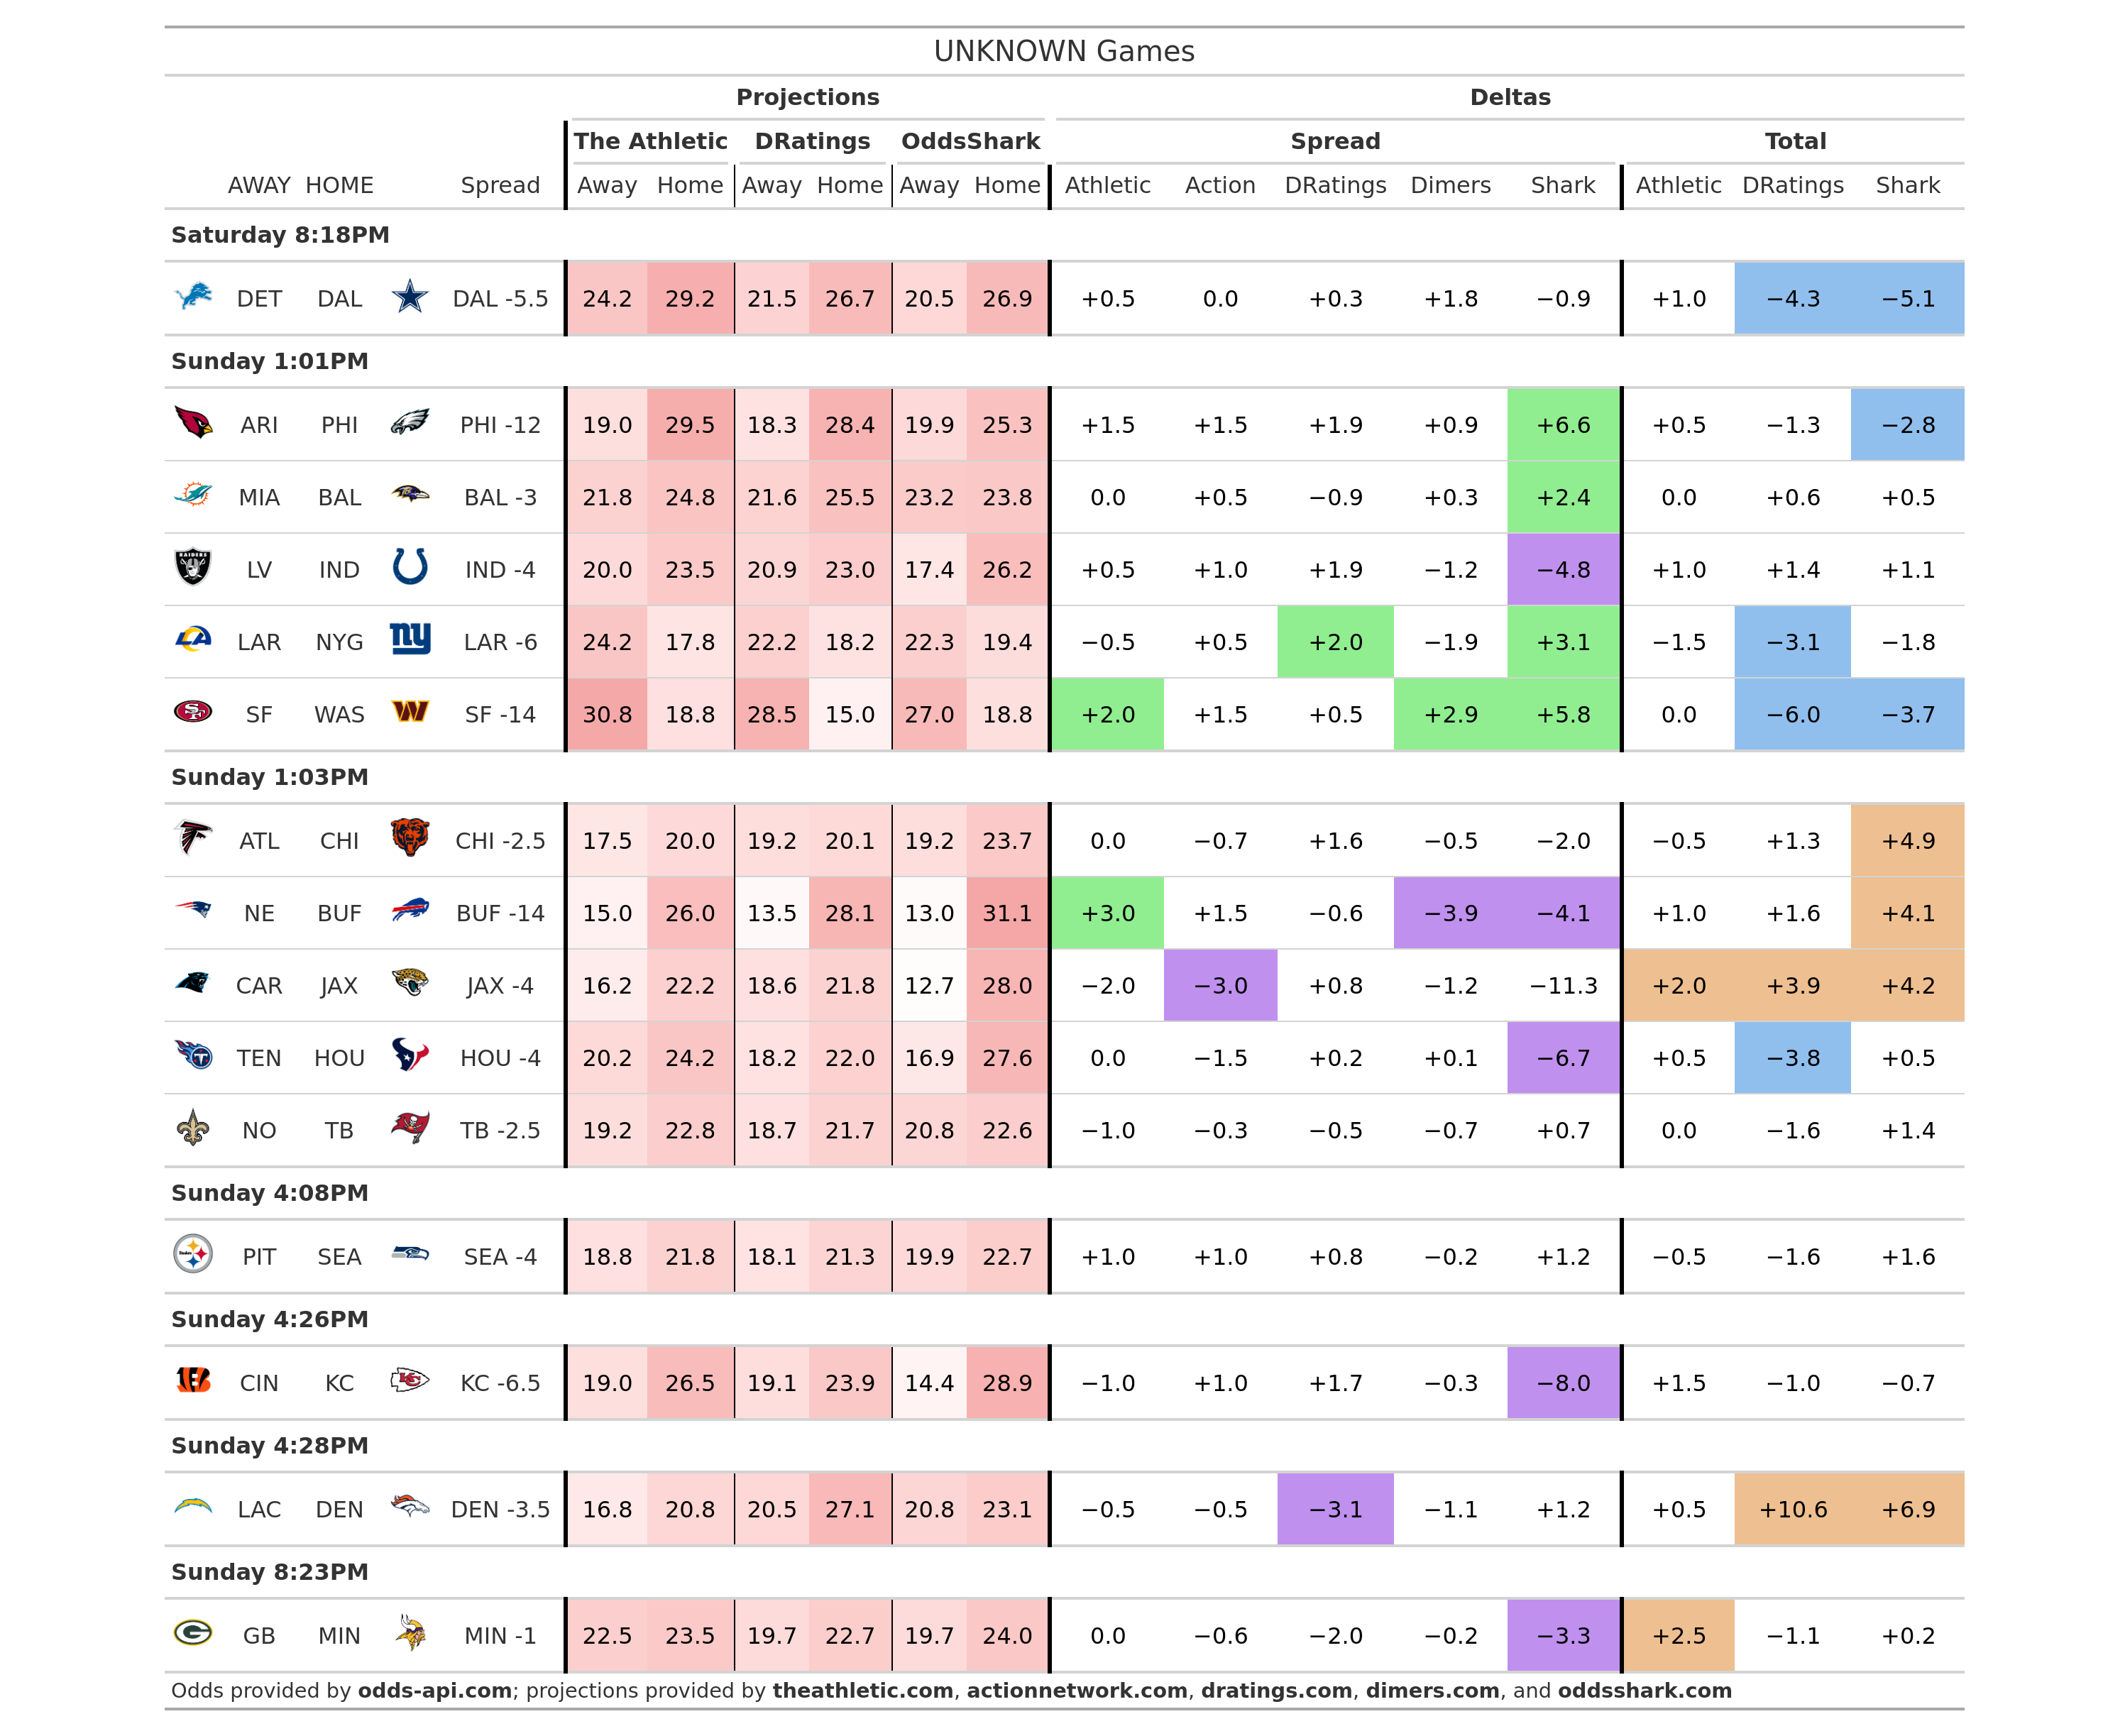 UNKNOWN Games
Projections Deltas
The Athletic DRatings OddsShark Spread Total
AWAY HOME Spread Away Home Away Home Away Home Athletic Action DRatings Dimers Shark Athletic DRatings Shark
Saturday 8:18PM
DET DAL DAL -5.5 24.2 29.2 21.5 26.7 20.5 26.9 +0.5 0.0 +0.3 +1.8 −0.9 +1.0 −4.3 −5.1
Sunday 1:01PM
ARI PHI PHI -12 19.0 29.5 18.3 28.4 19.9 25.3 +1.5 +1.5 +1.9 +0.9 +6.6 +0.5 −1.3 −2.8
MIA BAL BAL -3 21.8 24.8 21.6 25.5 23.2 23.8 0.0 +0.5 −0.9 +0.3 +2.4 0.0 +0.6 +0.5
RAIDERS LV IND IND -4 20.0 23.5 20.9 23.0 17.4 26.2 +0.5 +1.0 +1.9 −1.2 −4.8 +1.0 +1.4 +1.1
LAR NYG ny LAR -6 24.2 17.8 22.2 18.2 22.3 19.4 −0.5 +0.5 +2.0 −1.9 +3.1 −1.5 −3.1 −1.8
SF SF WAS W SF -14 30.8 18.8 28.5 15.0 27.0 18.8 +2.0 +1.5 +0.5 +2.9 +5.8 0.0 −6.0 −3.7
Sunday 1:03PM
ATL CHI CHI -2.5 17.5 20.0 19.2 20.1 19.2 23.7 0.0 −0.7 +1.6 −0.5 −2.0 −0.5 +1.3 +4.9
NE BUF BUF -14 15.0 26.0 13.5 28.1 13.0 31.1 +3.0 +1.5 −0.6 −3.9 −4.1 +1.0 +1.6 +4.1
CAR JAX JAX -4 16.2 22.2 18.6 21.8 12.7 28.0 −2.0 −3.0 +0.8 −1.2 −11.3 +2.0 +3.9 +4.2
T TEN HOU HOU -4 20.2 24.2 18.2 22.0 16.9 27.6 0.0 −1.5 +0.2 +0.1 −6.7 +0.5 −3.8 +0.5
NO TB TB -2.5 19.2 22.8 18.7 21.7 20.8 22.6 −1.0 −0.3 −0.5 −0.7 +0.7 0.0 −1.6 +1.4
Sunday 4:08PM
Steelers PIT SEA SEA -4 18.8 21.8 18.1 21.3 19.9 22.7 +1.0 +1.0 +0.8 −0.2 +1.2 −0.5 −1.6 +1.6
Sunday 4:26PM
B CIN KC KC KC -6.5 19.0 26.5 19.1 23.9 14.4 28.9 −1.0 +1.0 +1.7 −0.3 −8.0 +1.5 −1.0 −0.7
Sunday 4:28PM
LAC DEN DEN -3.5 16.8 20.8 20.5 27.1 20.8 23.1 −0.5 −0.5 −3.1 −1.1 +1.2 +0.5 +10.6 +6.9
Sunday 8:23PM
G GB MIN MIN -1 22.5 23.5 19.7 22.7 19.7 24.0 0.0 −0.6 −2.0 −0.2 −3.3 +2.5 −1.1 +0.2
Odds provided by odds-api.com; projections provided by theathletic.com, actionnetwork.com, dratings.com, dimers.com, and oddsshark.com